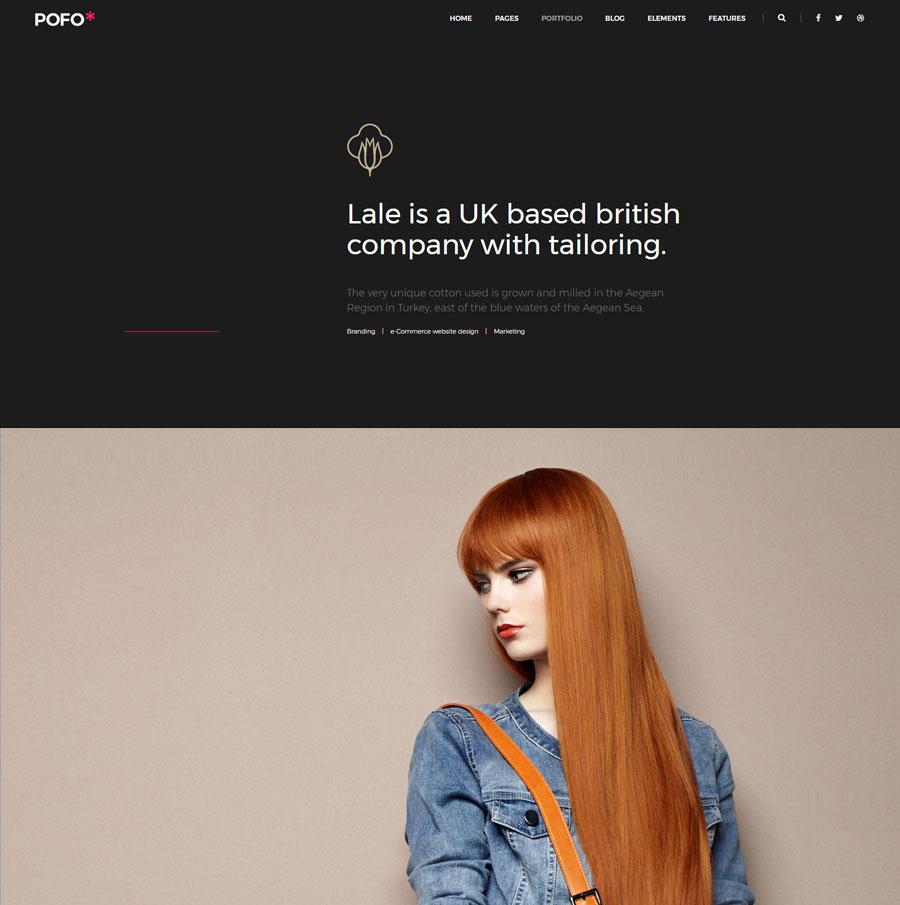 POFO*
HOME PAGES PORTFOLIO BLOG ELEMENTS FEATURES
Lale is a UK based british
company with tailoring.
The very unique cotton used is grown and milled in the Aegean
Region in Turkey, east of the blue waters of the Aegean Sea.
Branding | e-Commerce website design | Marketing